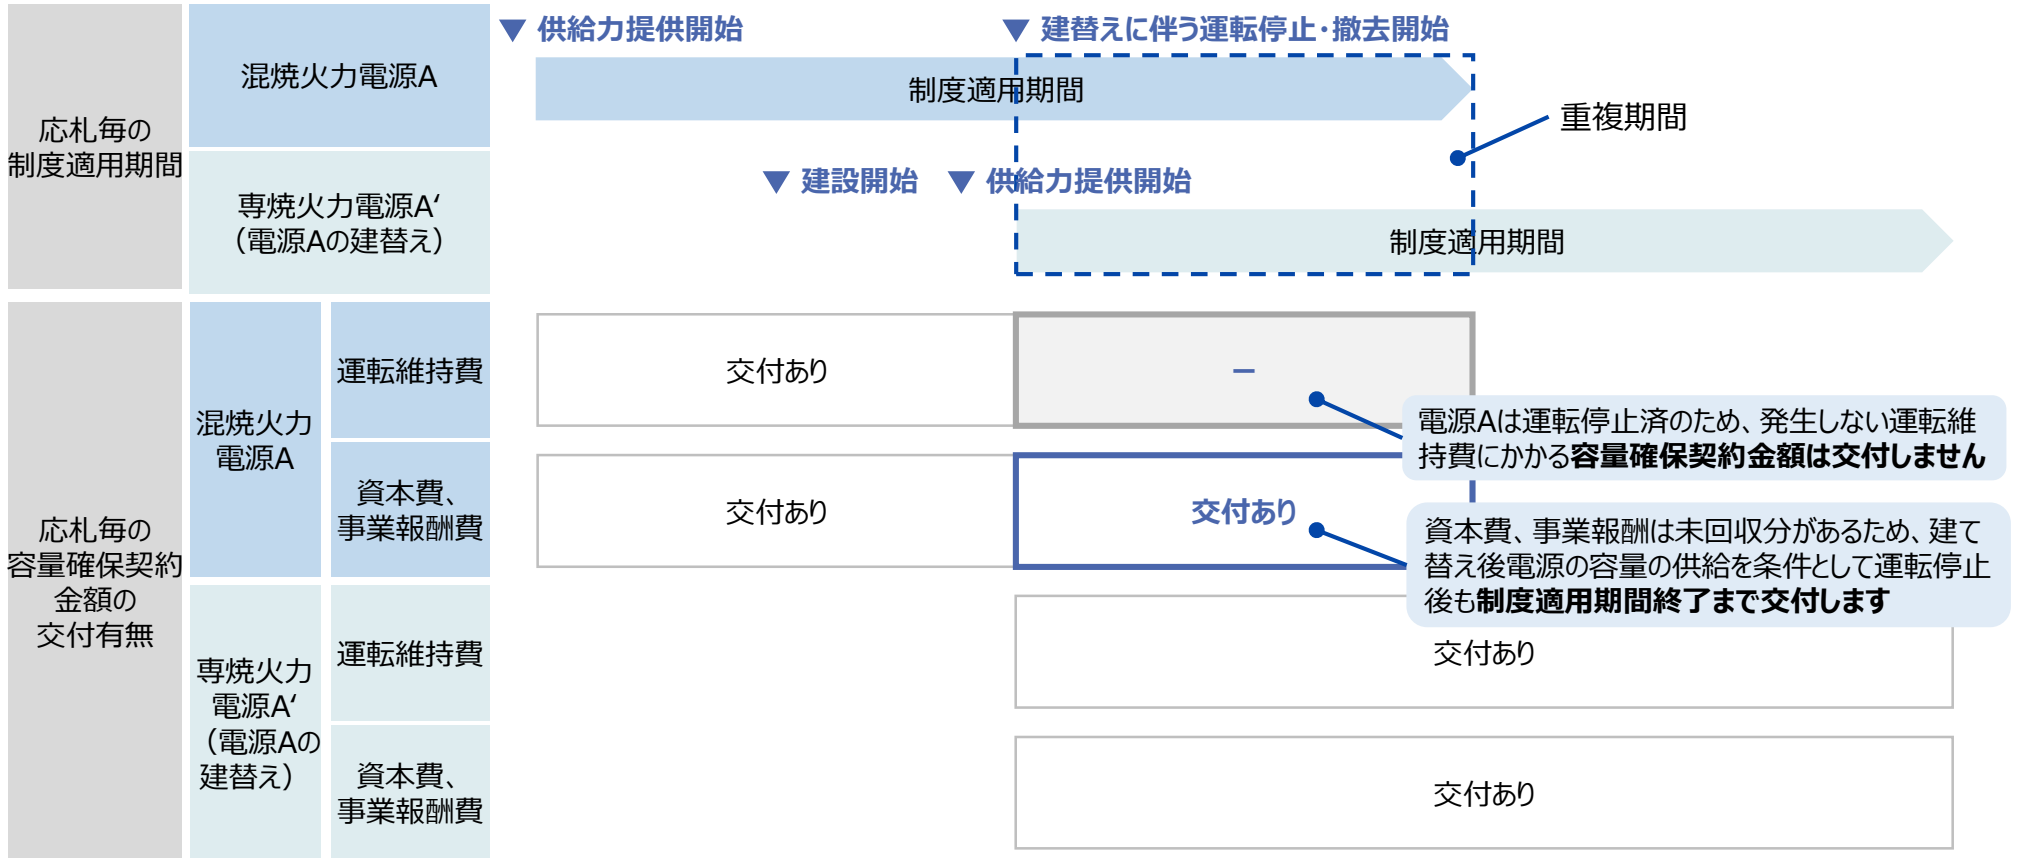 応札毎の
制度適用期間
混焼火力電源A
▼ 供給力提供開始
▼ 建替えに伴う運転停止・撤去開始
制度適用期間
重複期間
専焼火力電源A‘
（電源Aの建替え）
▼ 建設開始
▼ 供給力提供開始
制度適用期間
応札毎の
容量確保契約
金額の
交付有無
混焼火力
電源A
運転維持費
交付あり
－
電源Aは運転停止済のため、発生しない運転維
持費にかかる容量確保契約金額は交付しません
資本費、
事業報酬費
交付あり
交付あり
資本費、事業報酬は未回収分があるため、建て
替え後電源の容量の供給を条件として運転停止
後も制度適用期間終了まで交付します
専焼火力
電源A‘
（電源Aの
建替え）
運転維持費
交付あり
資本費、
事業報酬費
交付あり